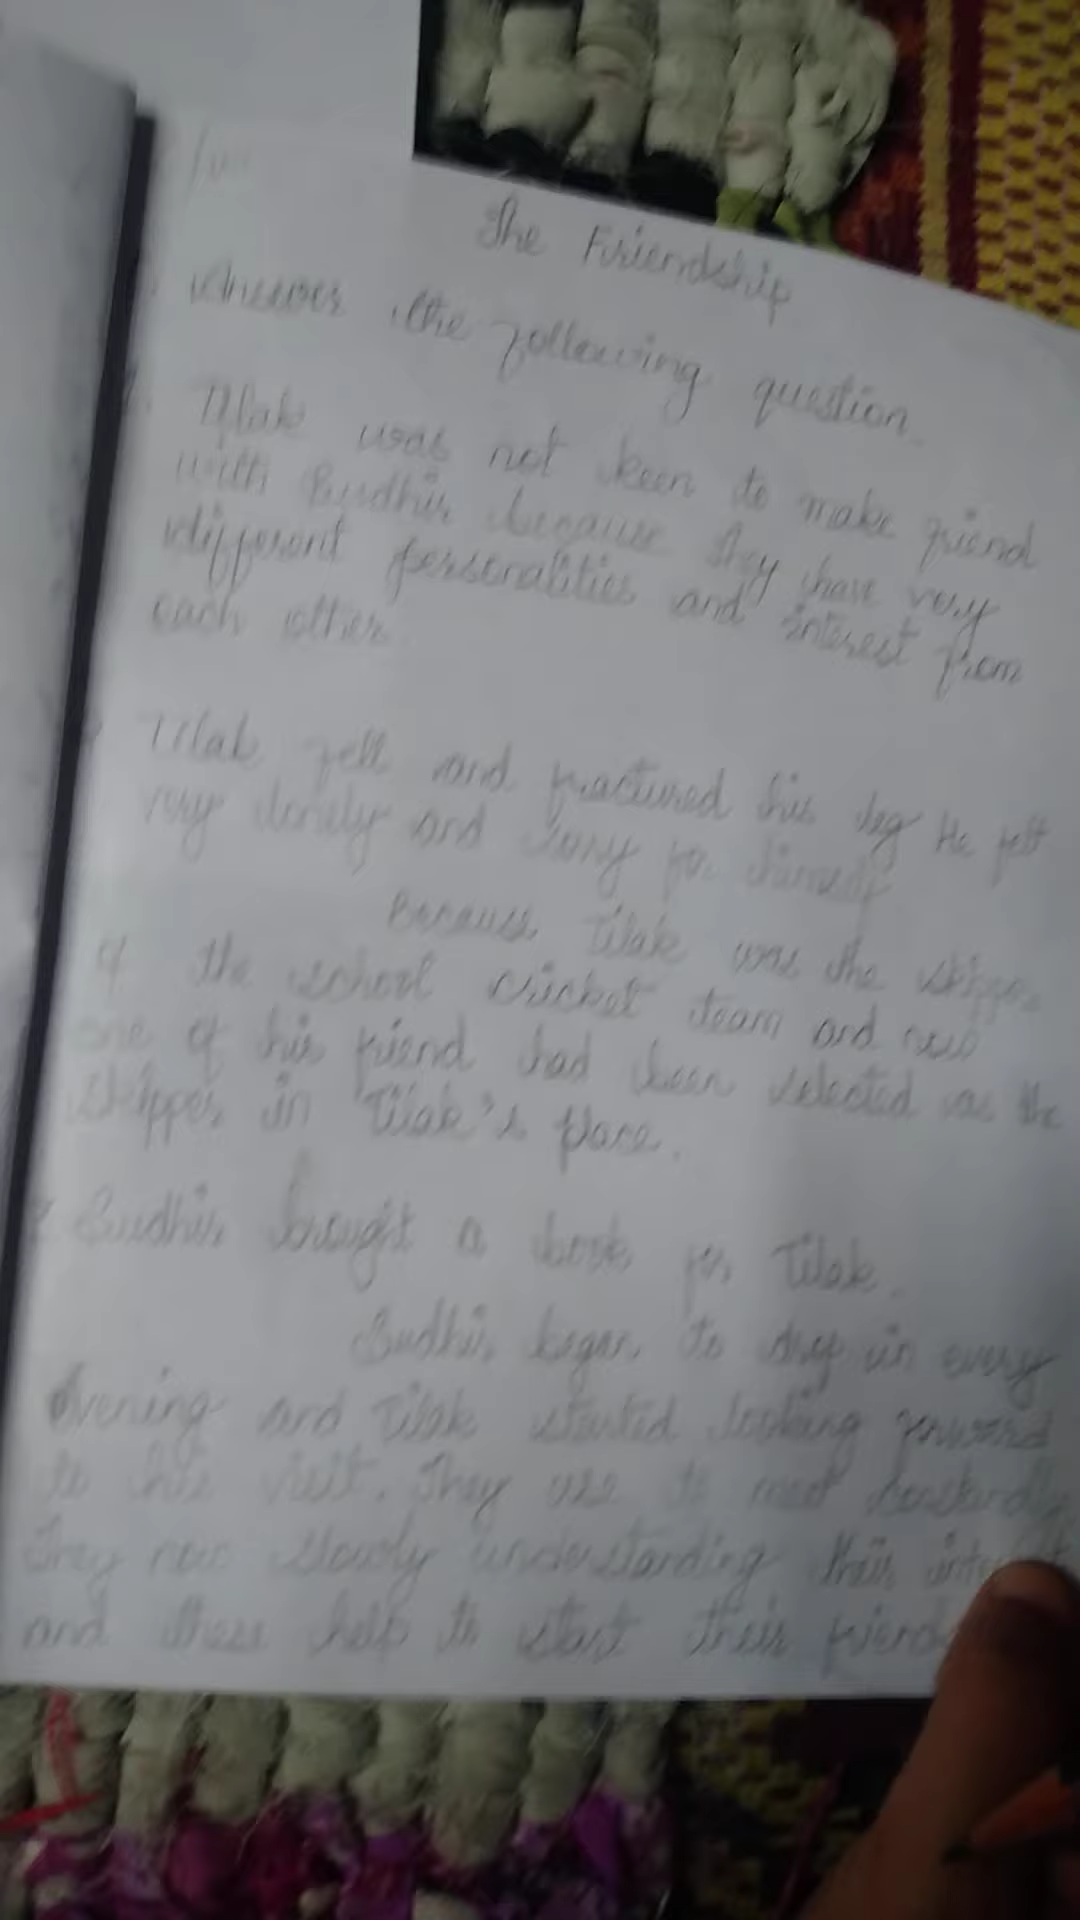 The Friendship
Answer the following question.
Tilak was not keen to make friend
with Sudhir because they have very
different personalities and interest from
each other.
Tilak fell and fractured his leg He felt
very lonely and sorry for himself
Because Tilak was the skipper
of the school cricket team and now
one of his friend had been selected as the
skipper in Tilak's place.
Sudhir brought a book for Tilak.
Sudhir began to drop in every
Evening and Tilak started looking forward
to his visit. They use to meet
They now slowly understanding their
and these help to start their